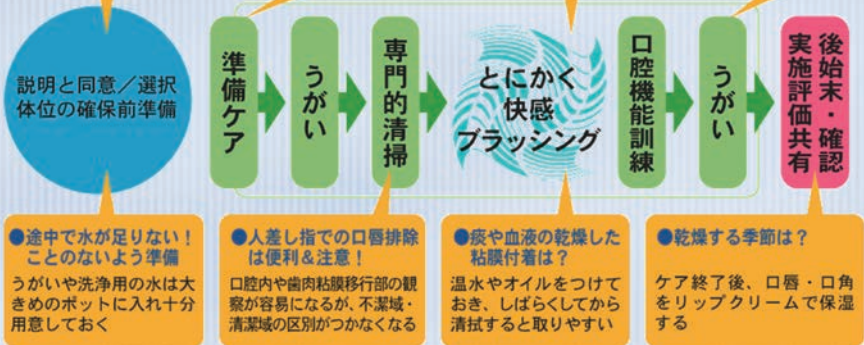 説明と同意／選択
体位の確保前準備
準備ケア
うがい
専門的清掃
とにかく
快感
ブラッシング
口腔機能訓練
うがい
後始末・確認
実施評価共有
●途中で水が足りない！
ことのないよう準備
うがいや洗浄用の水は大
きめのポットに入れ十分
用意しておく
●人差し指での口唇排除
は便利＆注意！
口腔内や歯肉粘膜移行部の観
察が容易になるが、不潔域・
清潔域の区別がつかなくなる
●痰や血液の乾燥した
粘膜付着は？
温水やオイルをつけて
おき、しばらくしてから
清拭すると取りやすい
●乾燥する季節は？
ケア終了後、口唇・口角
をリップクリームで保湿
する